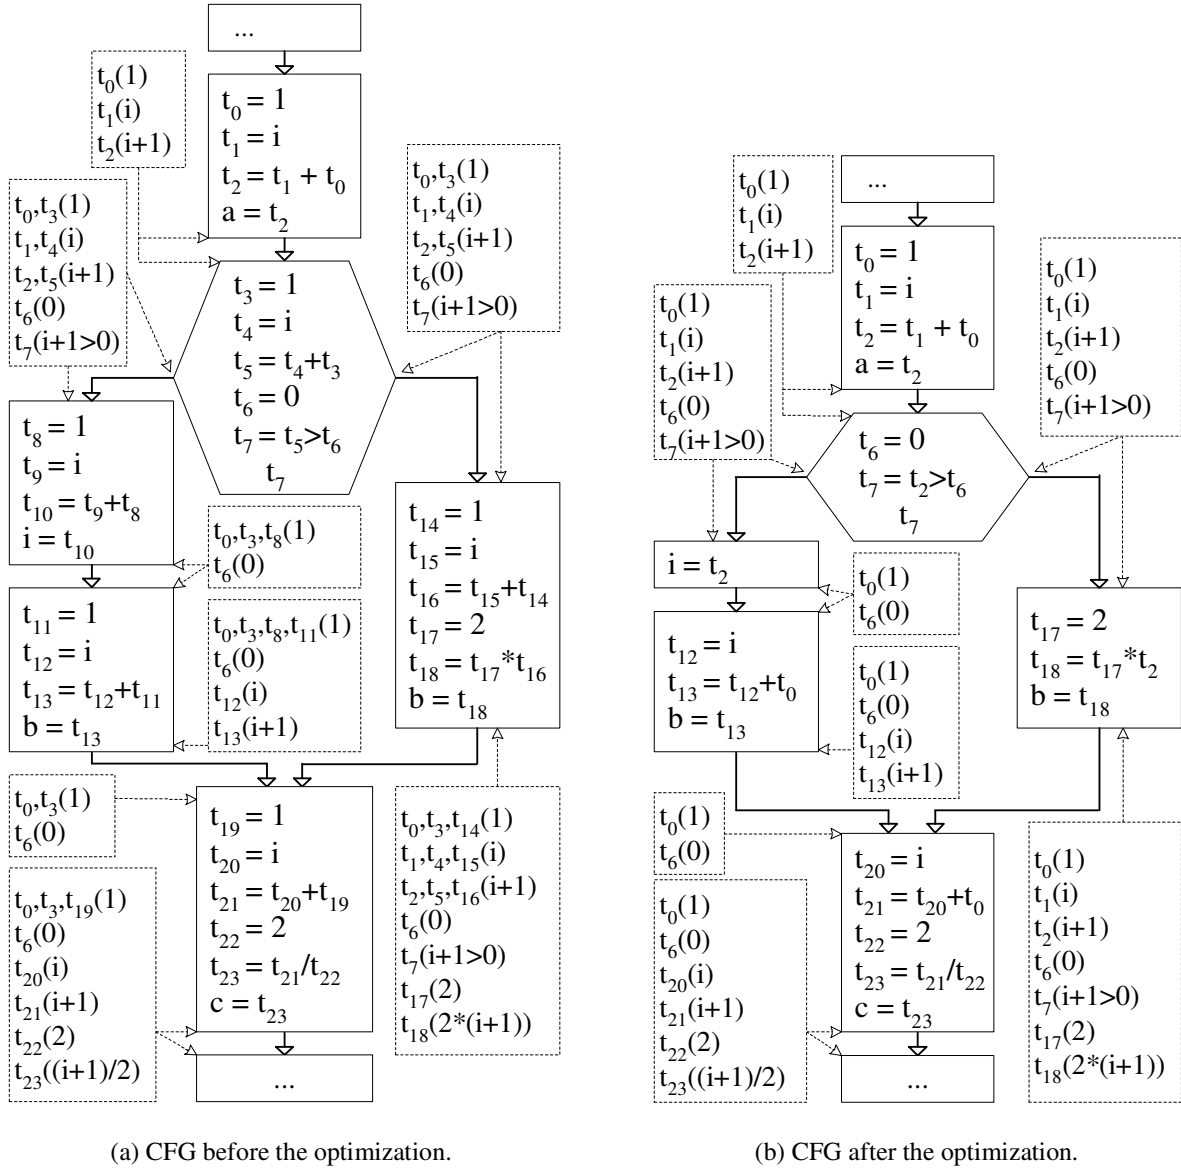 ...
t0(1)
t1(i)
t2(i+1)
t0 = 1
t1 = i
t2 = t1 + t0
a = t2
t0,t3(1)
t1,t4(i)
t2,t5(i+1)
t6(0)
t7(i+1>0)
t0,t3(1)
t1,t4(i)
t2,t5(i+1)
t6(0)
t7(i+1>0)
t3 = 1
t4 = i
t5 = t4+t3
t6 = 0
t7 = t5>t6
t7
t8 = 1
t9 = i
t10 = t9+t8
i = t10
t0,t3,t8(1)
t6(0)
t11 = 1
t12 = i
t13 = t12+t11
b = t13
t0,t3,t8,t11(1)
t6(0)
t12(i)
t13(i+1)
t14 = 1
t15 = i
t16 = t15+t14
t17 = 2
t18 = t17*t16
b = t18
t0,t3(1)
t6(0)
t19 = 1
t20 = i
t21 = t20+t19
t22 = 2
t23 = t21/t22
c = t23
t0,t3,t14(1)
t1,t4,t15(i)
t2,t5,t16(i+1)
t6(0)
t7(i+1>0)
t17(2)
t18(2*(i+1))
t0,t3,t19(1)
t6(0)
t20(i)
t21(i+1)
t22(2)
t23((i+1)/2)
...
(a) CFG before the optimization.
...
t0(1)
t1(i)
t2(i+1)
t0 = 1
t1 = i
t2 = t1 + t0
a = t2
t0(1)
t1(i)
t2(i+1)
t6(0)
t7(i+1>0)
t0(1)
t1(i)
t2(i+1)
t6(0)
t7(i+1>0)
t6 = 0
t7 = t2>t6
t7
i = t2
t0(1)
t6(0)
t12 = i
t13 = t12+t0
b = t13
t0(1)
t6(0)
t12(i)
t13(i+1)
t17 = 2
t18 = t17*t2
b = t18
t0(1)
t6(0)
t20 = i
t21 = t20+t0
t22 = 2
t23 = t21/t22
c = t23
t0(1)
t1(i)
t2(i+1)
t6(0)
t7(i+1>0)
t17(2)
t18(2*(i+1))
t0(1)
t6(0)
t20(i)
t21(i+1)
t22(2)
t23((i+1)/2)
...
(b) CFG after the optimization.